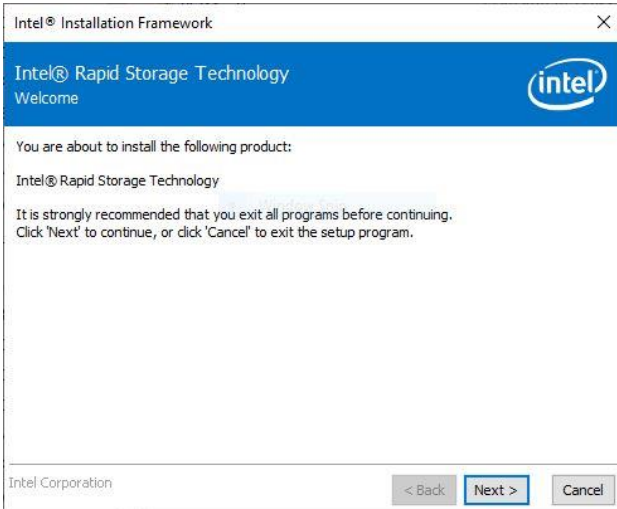 Intel® Installation Framework
Intel® Rapid Storage Technology
Welcome
intel
You are about to install the following product:
Intel® Rapid Storage Technology
It is strongly recommended that you exit all programs before continuing.
Click 'Next' to continue, or click 'Cancel' to exit the setup program.
Intel Corporation
< Back
Next >
Cancel